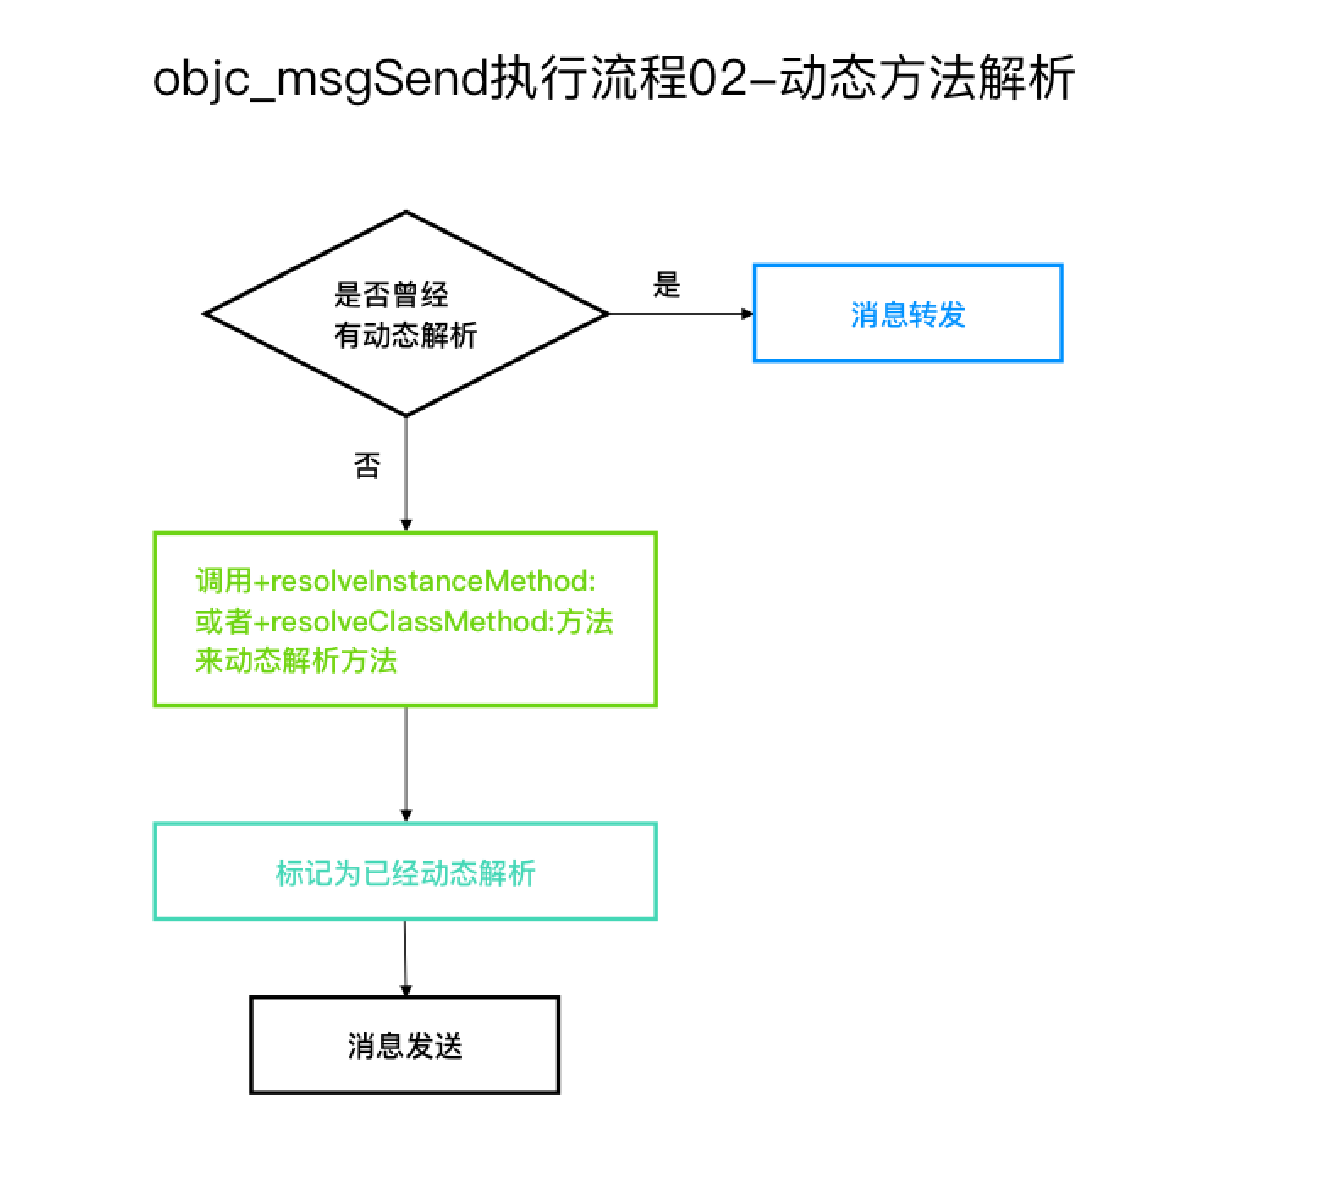 objc_msgSend执行流程02-动态方法解析
是否曾经
有动态解析
是
消息转发
否
调用+resolveInstanceMethod:
或者+resolveClassMethod:方法
来动态解析方法
标记为已经动态解析
消息发送